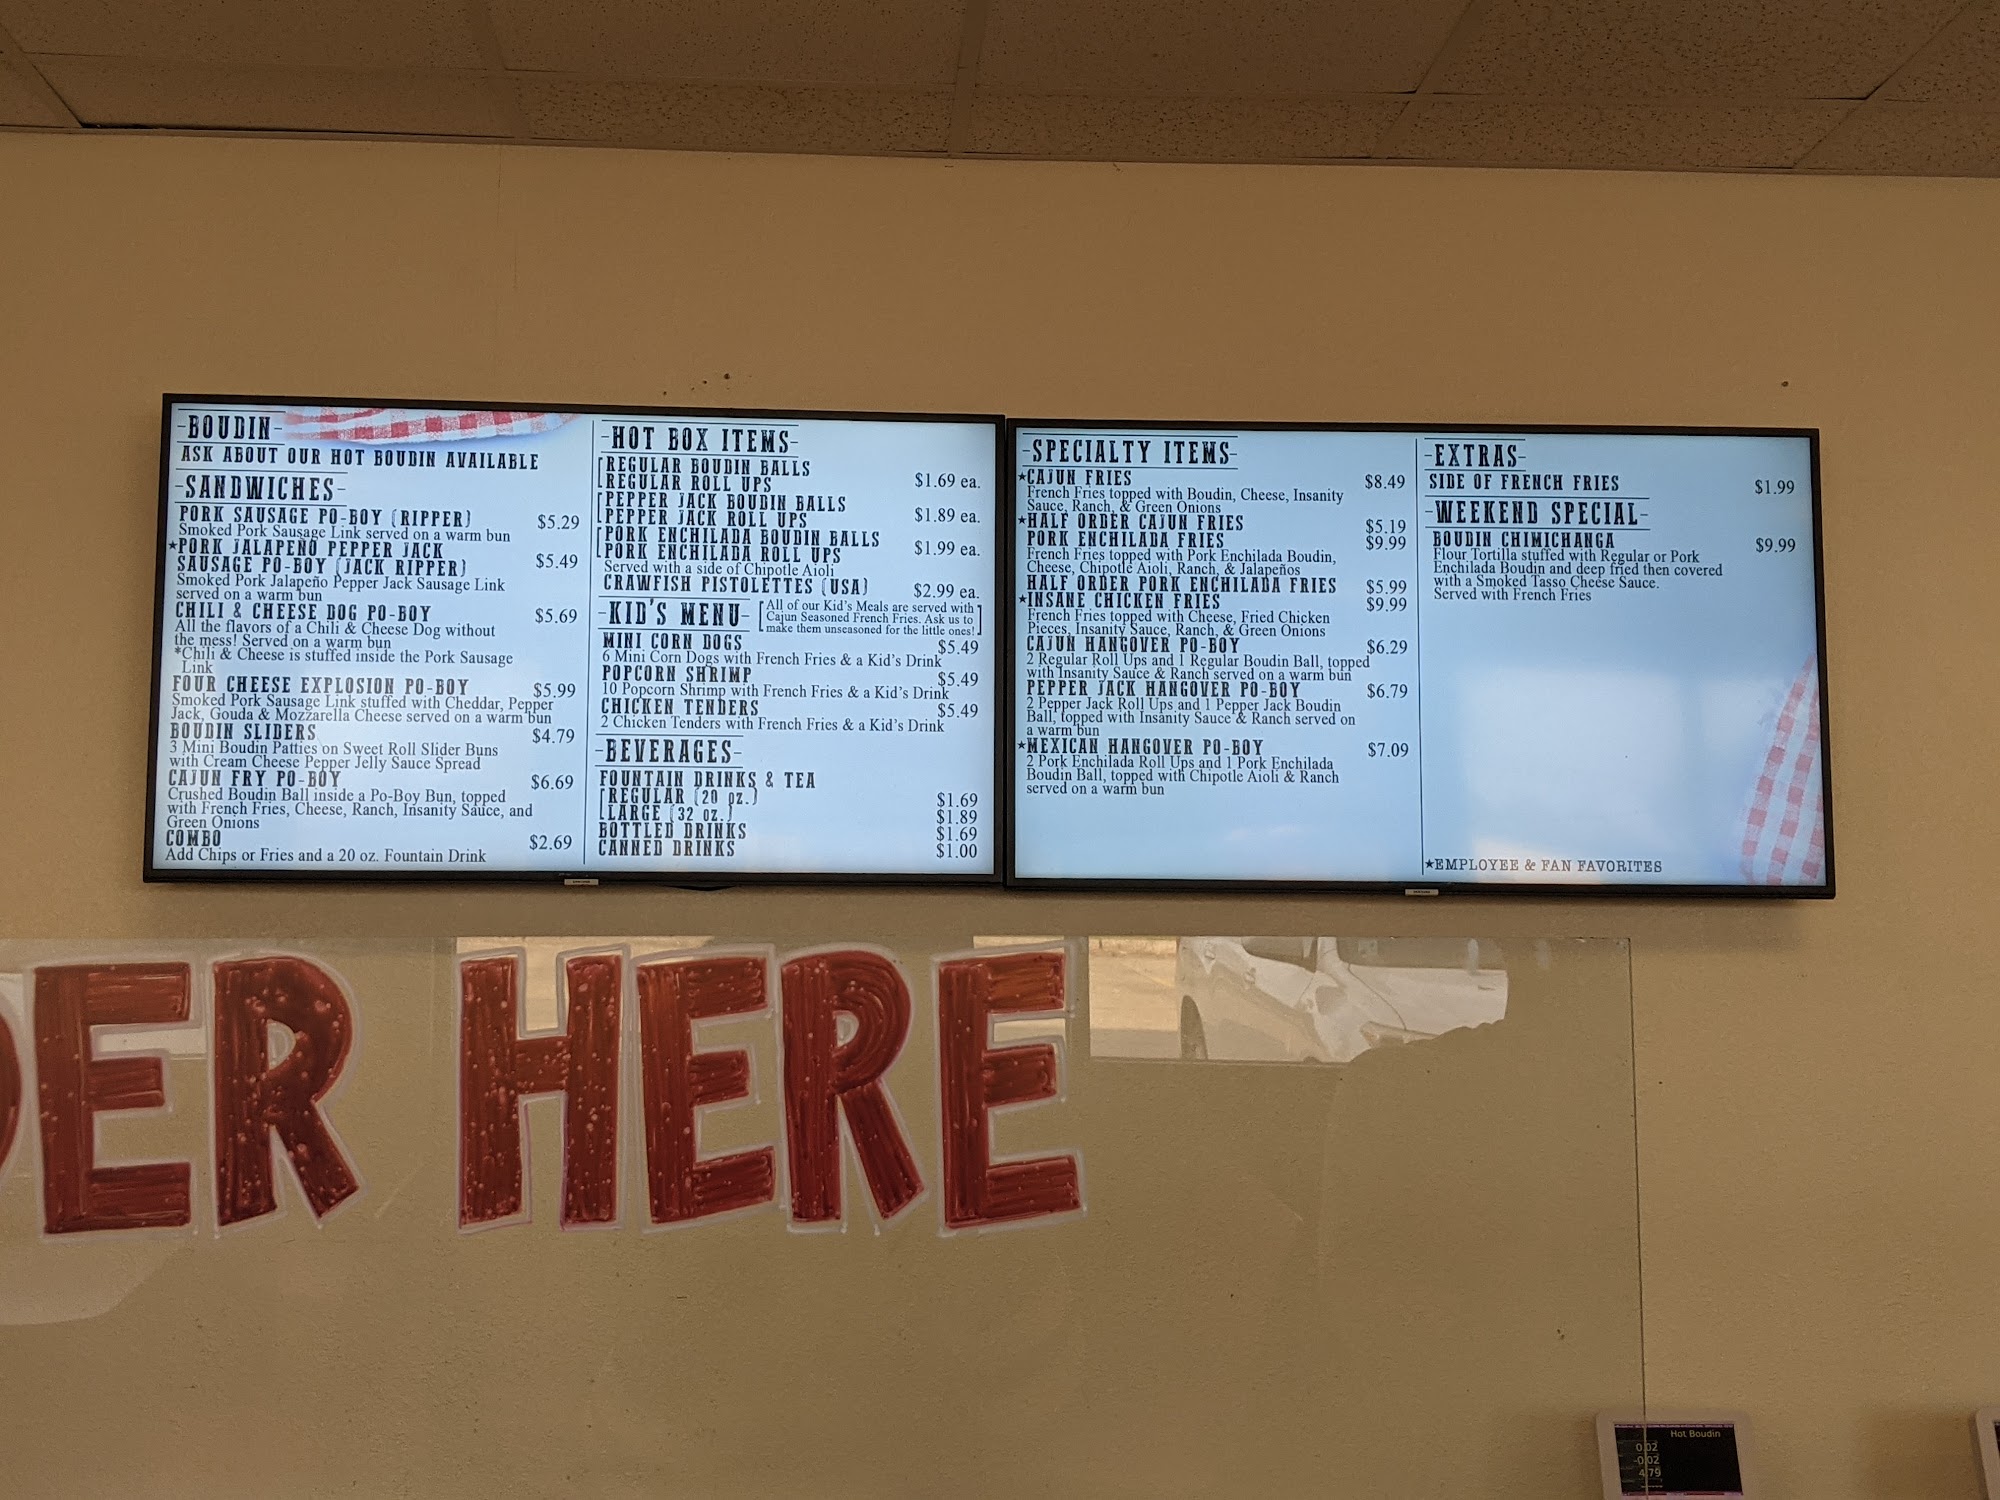 -BOUDIN-
ASK ABOUT OUR HOT BOUDIN AVAILABLE
-SANDWICHES-
PORK SAUSAGE PO-BOY (RIPPER) $5.29
Smoked Pork Sausage Link served on a warm bun
★PORK JALAPEÑO PEPPER JACK
SAUSAGE PO-BOY (JACK RIPPER) $5.49
Smoked Pork Jalapeño Pepper Jack Sausage Link
served on a warm bun
CHILI & CHEESE DOG PO-BOY $5.69
All the flavors of a Chili & Cheese Dog without
the mess! Served on a warm bun
*Chili & Cheese is stuffed inside the Pork Sausage
Link
FOUR CHEESE EXPLOSION PO-BOY $5.99
Smoked Pork Sausage Link stuffed with Cheddar, Pepper
Jack, Gouda & Mozzarella Cheese served on a warm bun
BOUDIN SLIDERS $4.79
3 Mini Boudin Patties on Sweet Roll Slider Buns
with Cream Cheese Pepper Jelly Sauce Spread
CAJUN FRY PO-BOY $6.69
Crushed Boudin Ball inside a Po-Boy Bun, topped
with French Fries, Cheese, Ranch, Insanity Sauce, and
Green Onions
COMBO $2.69
Add Chips or Fries and a 20 oz. Fountain Drink
-HOT BOX ITEMS-
[REGULAR BOUDIN BALLS
REGULAR ROLL UPS $1.69 ea.
[PEPPER JACK BOUDIN BALLS
PEPPER JACK ROLL UPS $1.89 ea.
[PORK ENCHILADA BOUDIN BALLS
PORK ENCHILADA ROLL UPS $1.99 ea.
Served with a side of Chipotle Aioli
CRAWFISH PISTOLETTES (USA) $2.99 ea.
-KID'S MENU-
[All of our Kid's Meals are served with
Cajun Seasoned French Fries. Ask us to
make them unseasoned for the little ones!]
MINI CORN DOGS $5.49
6 Mini Corn Dogs with French Fries & a Kid's Drink
POPCORN SHRIMP $5.49
10 Popcorn Shrimp with French Fries & a Kid's Drink
CHICKEN TENDERS $5.49
2 Chicken Tenders with French Fries & a Kid's Drink
-BEVERAGES-
FOUNTAIN DRINKS & TEA
[REGULAR (20 OZ.) $1.69
LARGE (32 OZ.) $1.89
BOTTLED DRINKS $1.69
CANNED DRINKS $1.00
-SPECIALTY ITEMS-
★CAJUN FRIES $8.49
French Fries topped with Boudin, Cheese, Insanity
Sauce, Ranch, & Green Onions
★HALF ORDER CAJUN FRIES $5.19
PORK ENCHILADA FRIES $9.99
French Fries topped with Pork Enchilada Boudin,
Cheese, Chipotle Aioli, Ranch, & Jalapeños
HALF ORDER PORK ENCHILADA FRIES $5.99
★INSANE CHICKEN FRIES $9.99
French Fries topped with Cheese, Fried Chicken
Pieces, Insanity Sauce, Ranch, & Green Onions
CAJUN HANGOVER PO-BOY $6.29
2 Regular Roll Ups and 1 Regular Boudin Ball, topped
with Insanity Sauce & Ranch served on a warm bun
PEPPER JACK HANGOVER PO-BOY $6.79
2 Pepper Jack Roll Ups and 1 Pepper Jack Boudin
Ball, topped with Insanity Sauce & Ranch served on
a warm bun
★MEXICAN HANGOVER PO-BOY $7.09
2 Pork Enchilada Roll Ups and 1 Pork Enchilada
Boudin Ball, topped with Chipotle Aioli & Ranch
served on a warm bun
-EXTRAS-
SIDE OF FRENCH FRIES $1.99
-WEEKEND SPECIAL-
BOUDIN CHIMICHANGA $9.99
Flour Tortilla stuffed with Regular or Pork
Enchilada Boudin and deep fried then covered
with a Smoked Tasso Cheese Sauce.
Served with French Fries
★EMPLOYEE & FAN FAVORITES
DER HERE
Hot Boudin
0.02
-0.02
4.79